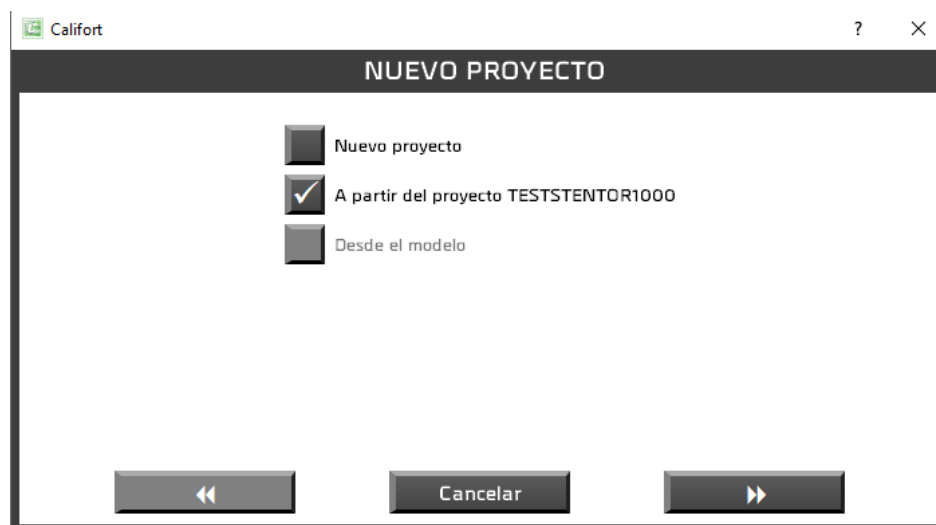 Califort
NUEVO PROYECTO
Nuevo proyecto
A partir del proyecto TESTSTENTOR1000
Desde el modelo
Cancelar